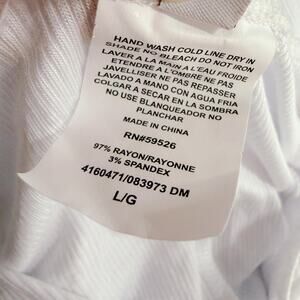 HAND WASH COLD LINE DRY IN
SHADE NO BLEACH DO NOT IRON
LAVER A LA MAIN A L'EAU FROIDE
ETENDRE A L'OMBRE NE PAS
JAVELLISER NE PAS REPASSER
LAVADO A MANO CON AGUA FRIA
COLGAR A SECAR EN LA SOMBRA
NO USE BLANQUEADOR NO
PLANCHAR
MADE IN CHINA
RN#59526
97% RAYON/RAYONNE
3% SPANDEX
4160471/083973 DM
L/G